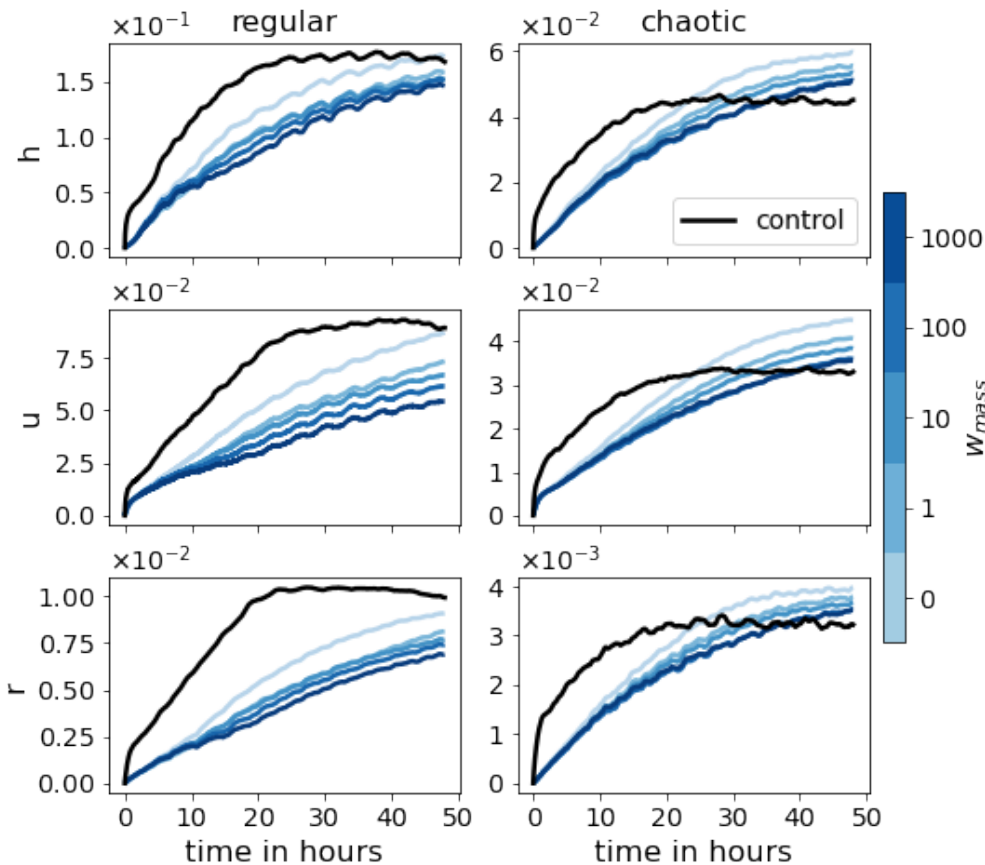 regular chaotic
×10⁻¹ ×10⁻²
1.5 6
1.0 4
0.5 2
0.0 0
h
control
×10⁻² ×10⁻²
7.5 4
5.0 3
2.5 2
0.0 1
0
u
×10⁻² ×10⁻³
1.00 4
0.75 3
0.50 2
0.25 1
0.00 0
r
0 10 20 30 40 50 0 10 20 30 40 50
time in hours time in hours
1000
100
10
1
0
w_mass